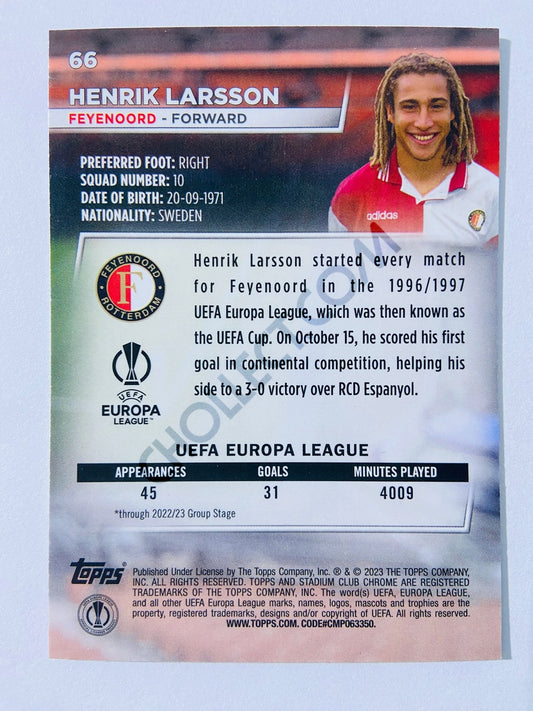 66
HENRIK LARSSON
FEYENOORD - FORWARD
PREFERRED FOOT: RIGHT
SQUAD NUMBER: 10
DATE OF BIRTH: 20-09-1971
NATIONALITY: SWEDEN
adidas
FEYENOORD
F
ROTTERDAM
Henrik Larsson started every match
for Feyenoord in the 1996/1997
UEFA Europa League, which was then known as
the UEFA Cup. On October 15, he scored his first
goal in continental competition, helping his
side to a 3-0 victory over RCD Espanyol.
UEFA
EUROPA
LEAGUE™
CHOLLECT.COM
UEFA EUROPA LEAGUE
APPEARANCES GOALS MINUTES PLAYED
45 31 4009
*through 2022/23 Group Stage
topps®
Published Under License by The Topps Company, Inc. ® & © 2023 THE TOPPS COMPANY,
INC. ALL RIGHTS RESERVED. TOPPS AND STADIUM CLUB CHROME ARE REGISTERED
TRADEMARKS OF THE TOPPS COMPANY, INC. The word(s) UEFA, EUROPA LEAGUE,
and all other UEFA Europa League marks, names, logos, mascots and trophies are the
property, registered trademarks, designs and/or copyright of UEFA. All rights reserved.
WWW.TOPPS.COM. CODE#CMP063350.